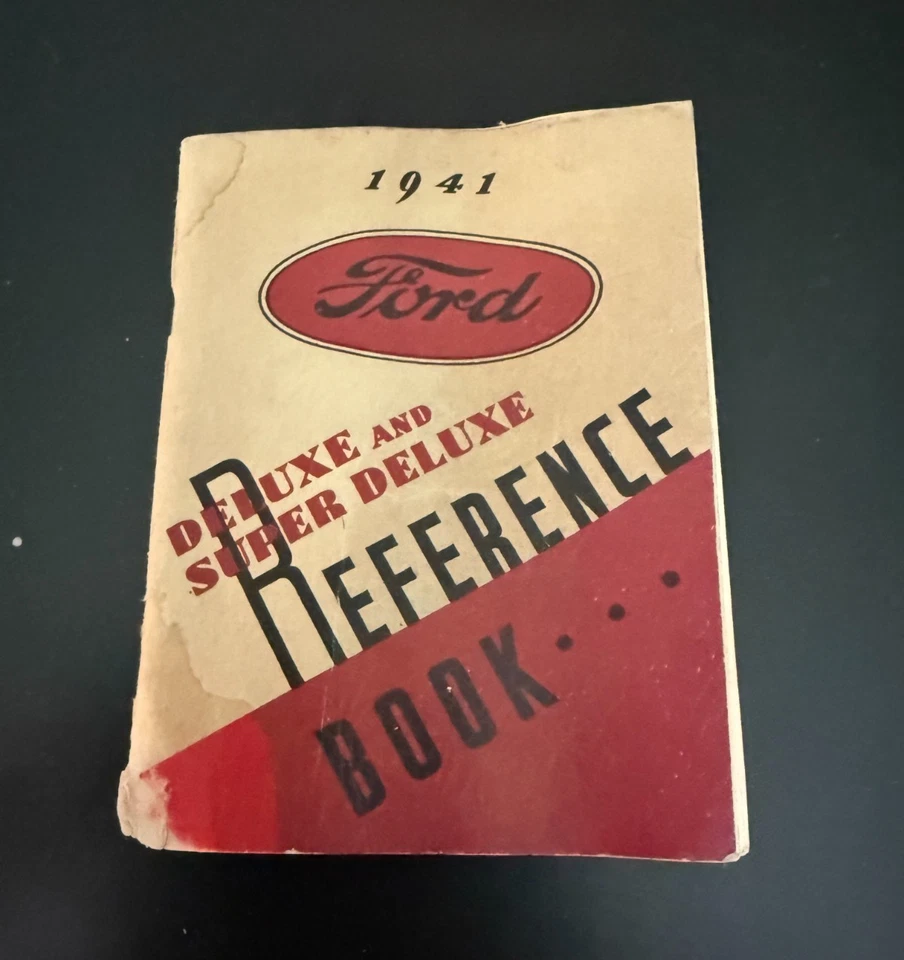 1941
Ford
DELUXE AND
SUPER DELUXE
REFERENCE
BOOK...